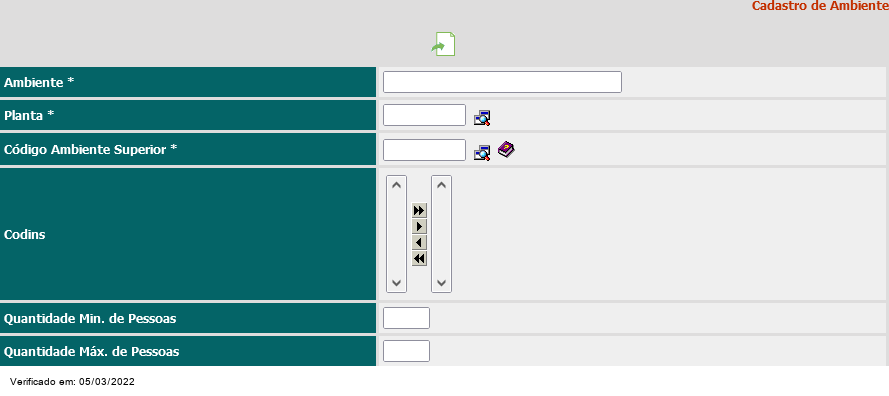 Cadastro de Ambiente
Ambiente *
Planta *
Código Ambiente Superior *
Codins
Quantidade Min. de Pessoas
Quantidade Máx. de Pessoas
Verificado em: 05/03/2022